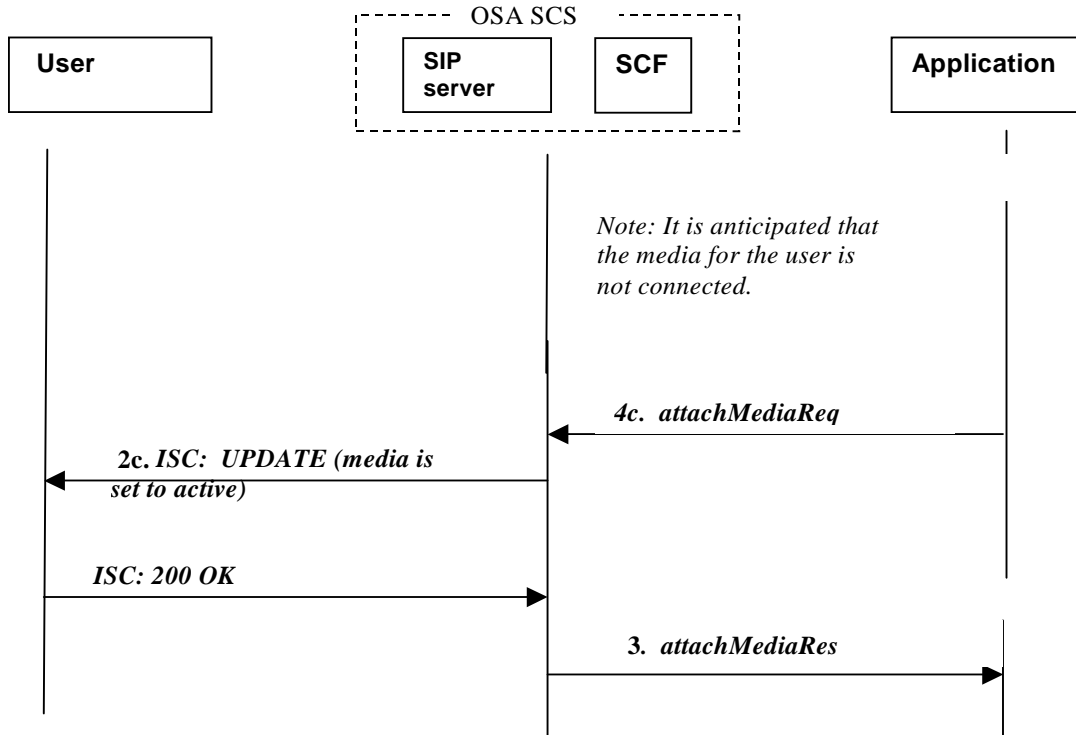 OSA SCS
User
SIP
server
SCF
Application
Note: It is anticipated that
the media for the user is
not connected.
4c. attachMediaReq
2c. ISC: UPDATE (media is
set to active)
ISC: 200 OK
3. attachMediaRes